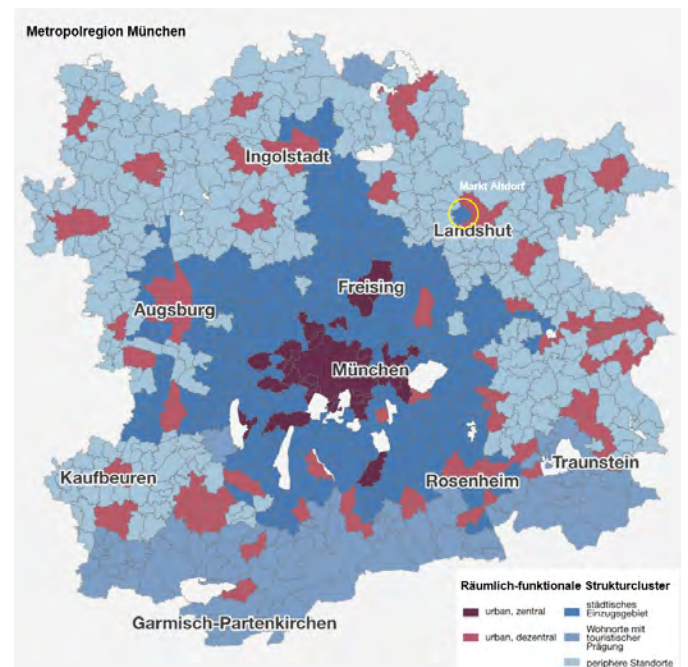 Metropolregion München
Ingolstadt
Markt Altdorf
Landshut
Freising
Augsburg
München
Kaufbeuren
Rosenheim
Traunstein
Garmisch-Partenkirchen
Räumlich-funktionale Strukturcluster
urban, zentral
urban, dezentral
städtisches
Einzugsgebiet
Wohnorte mit
touristischer
Prägung
periphere Standorte